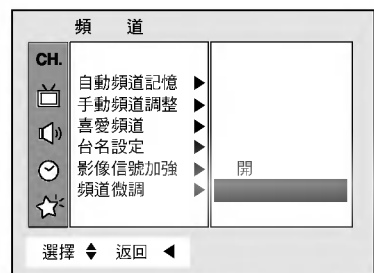 頻 道
CH.
自動頻道記憶 ▶
手動頻道調整 ▶
喜愛頻道 ▶
台名設定 ▶
影像信號加強 ▶ 開
頻道微調 ▶
選擇 ◆ 返回 ◀